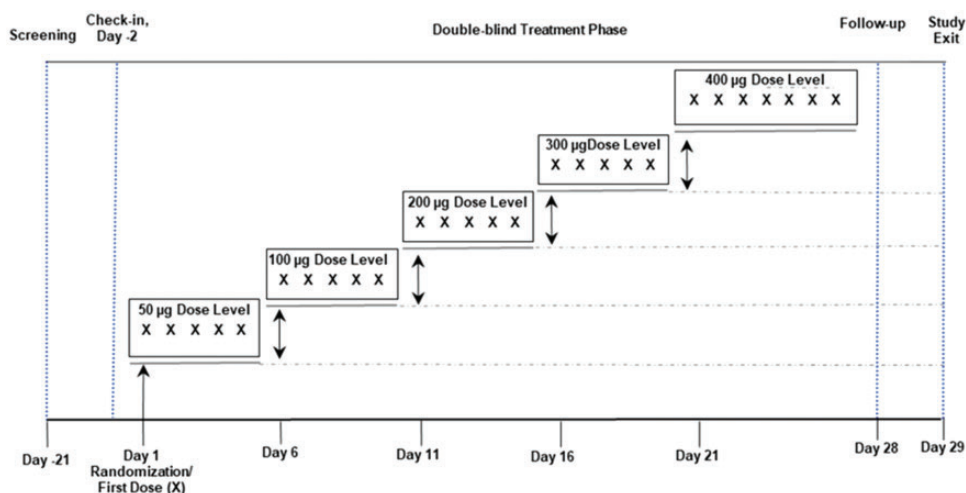 Screening
Check-in,
Day -2
Double-blind Treatment Phase
Follow-up
Study
Exit
400 µg Dose Level
X X X X X X X
300 µgDose Level
X X X X X
200 µg Dose Level
X X X X X
100 µg Dose Level
X X X X X
50 µg Dose Level
X X X X X
Day -21
Day 1
Randomization/
First Dose (X)
Day 6
Day 11
Day 16
Day 21
Day 28
Day 29